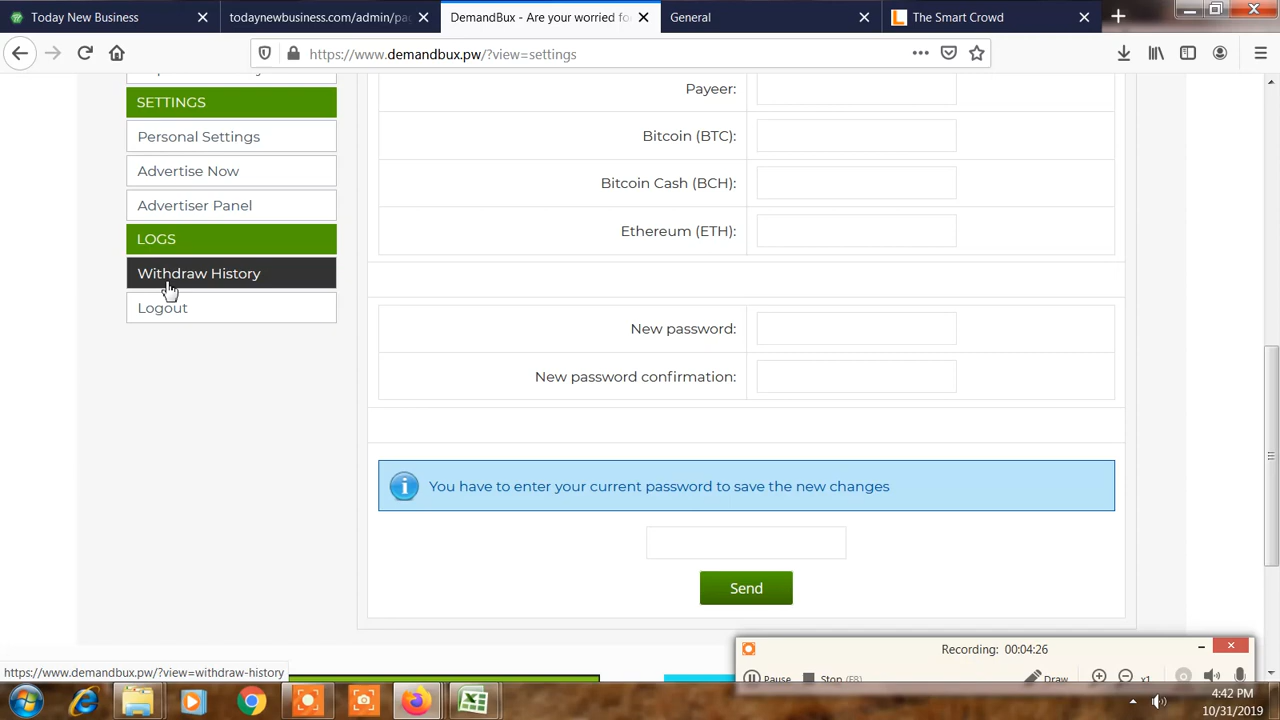 Today New Business
todaynewbusiness.com/admin/pa
DemandBux - Are your worried fo
General
The Smart Crowd
https://www.demandbux.pw/?view=settings
SETTINGS
Personal Settings
Advertise Now
Advertiser Panel
LOGS
Withdraw History
Logout
Payeer:
Bitcoin (BTC):
Bitcoin Cash (BCH):
Ethereum (ETH):
New password:
New password confirmation:
You have to enter your current password to save the new changes
Send
https://www.demandbux.pw/?view=withdraw-history
Recording: 00:04:26
Pause
Stop (F8)
Draw
x1
4:42 PM
10/31/2019